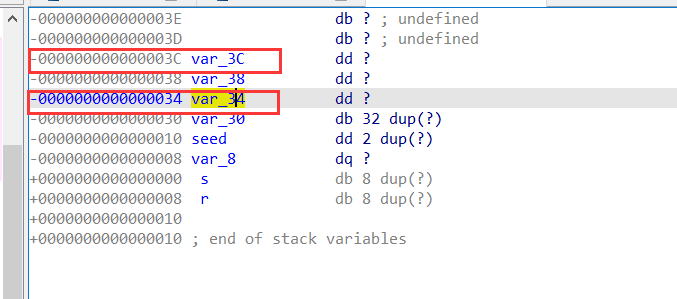 -000000000000003E db ? ; undefined
-000000000000003D db ? ; undefined
-000000000000003C var_3C dd ?
-0000000000000038 var_38 dd ?
-0000000000000034 var_34 dd ?
-0000000000000030 var_30 db 32 dup(?)
-0000000000000010 seed dd 2 dup(?)
-0000000000000008 var_8 dq ?
+0000000000000000 s db 8 dup(?)
+0000000000000008 r db 8 dup(?)
+0000000000000010
+0000000000000010 ; end of stack variables